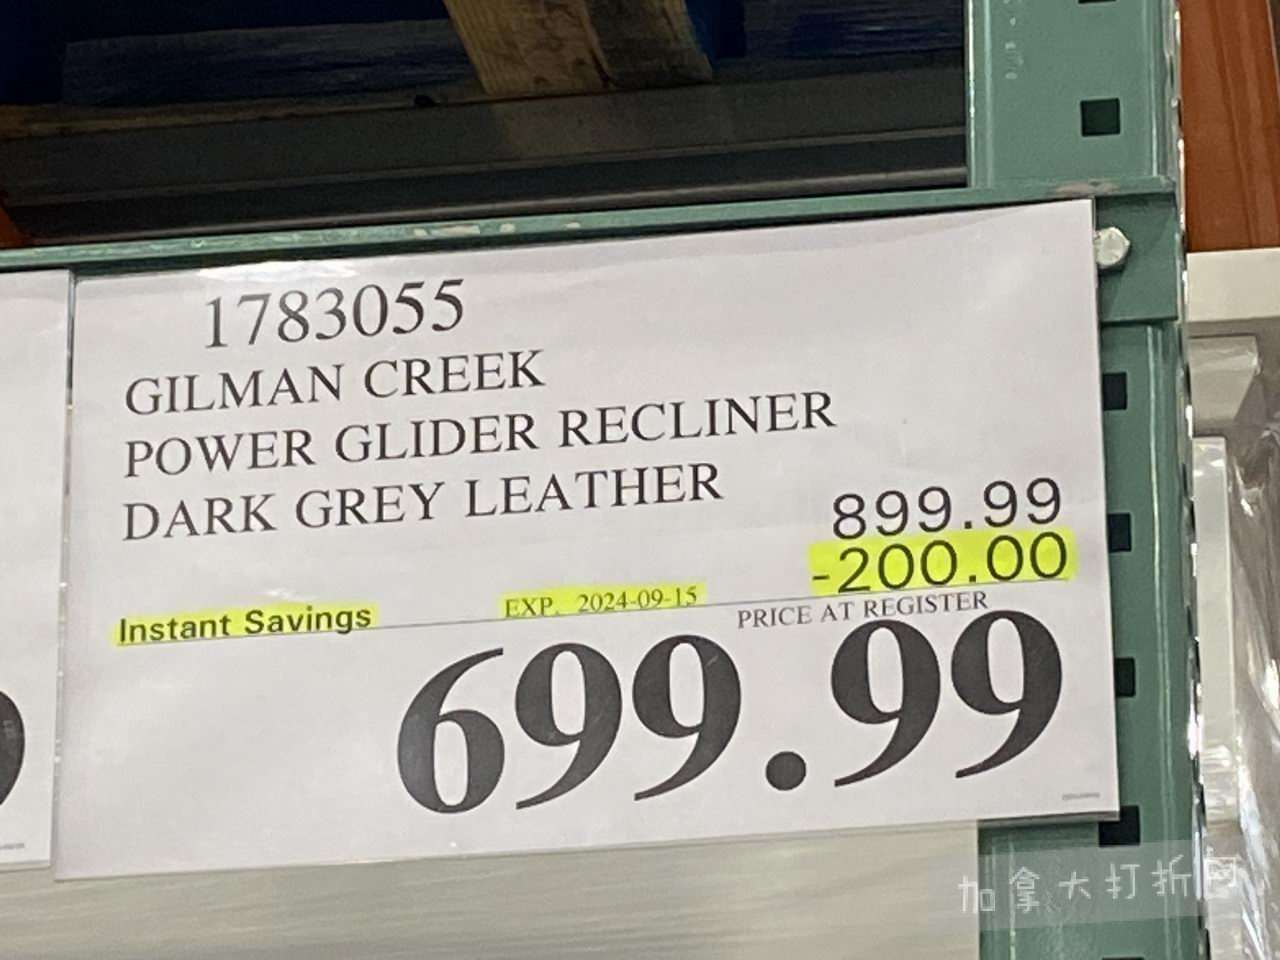 1783055
GILMAN CREEK
POWER GLIDER RECLINER
DARK GREY LEATHER
899.99
-200.00
Instant Savings EXP. 2024-09-15
PRICE AT REGISTER
699.99
加拿大打折网